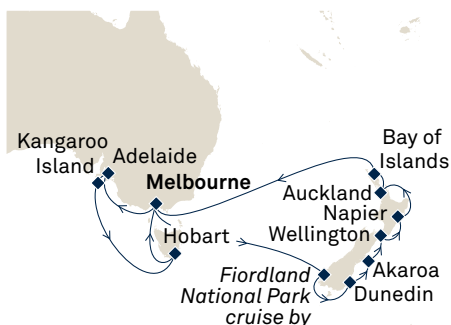 Kangaroo
Island
Adelaide
Melbourne
Hobart
Bay of
Islands
Auckland
Napier
Wellington
Akaroa
Dunedin
Fiordland
National Park
cruise by